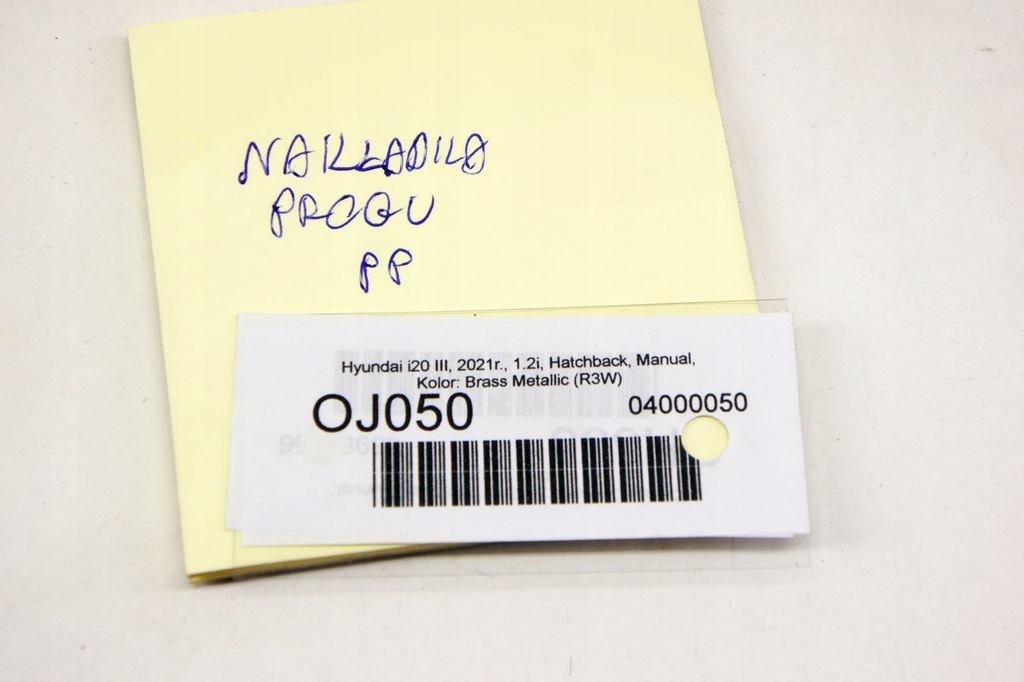 NAKŁADKA
PROGU
PP
Hyundai i20 III, 2021r., 1.2i, Hatchback, Manual,
Kolor: Brass Metallic (R3W)
OJ050
04000050